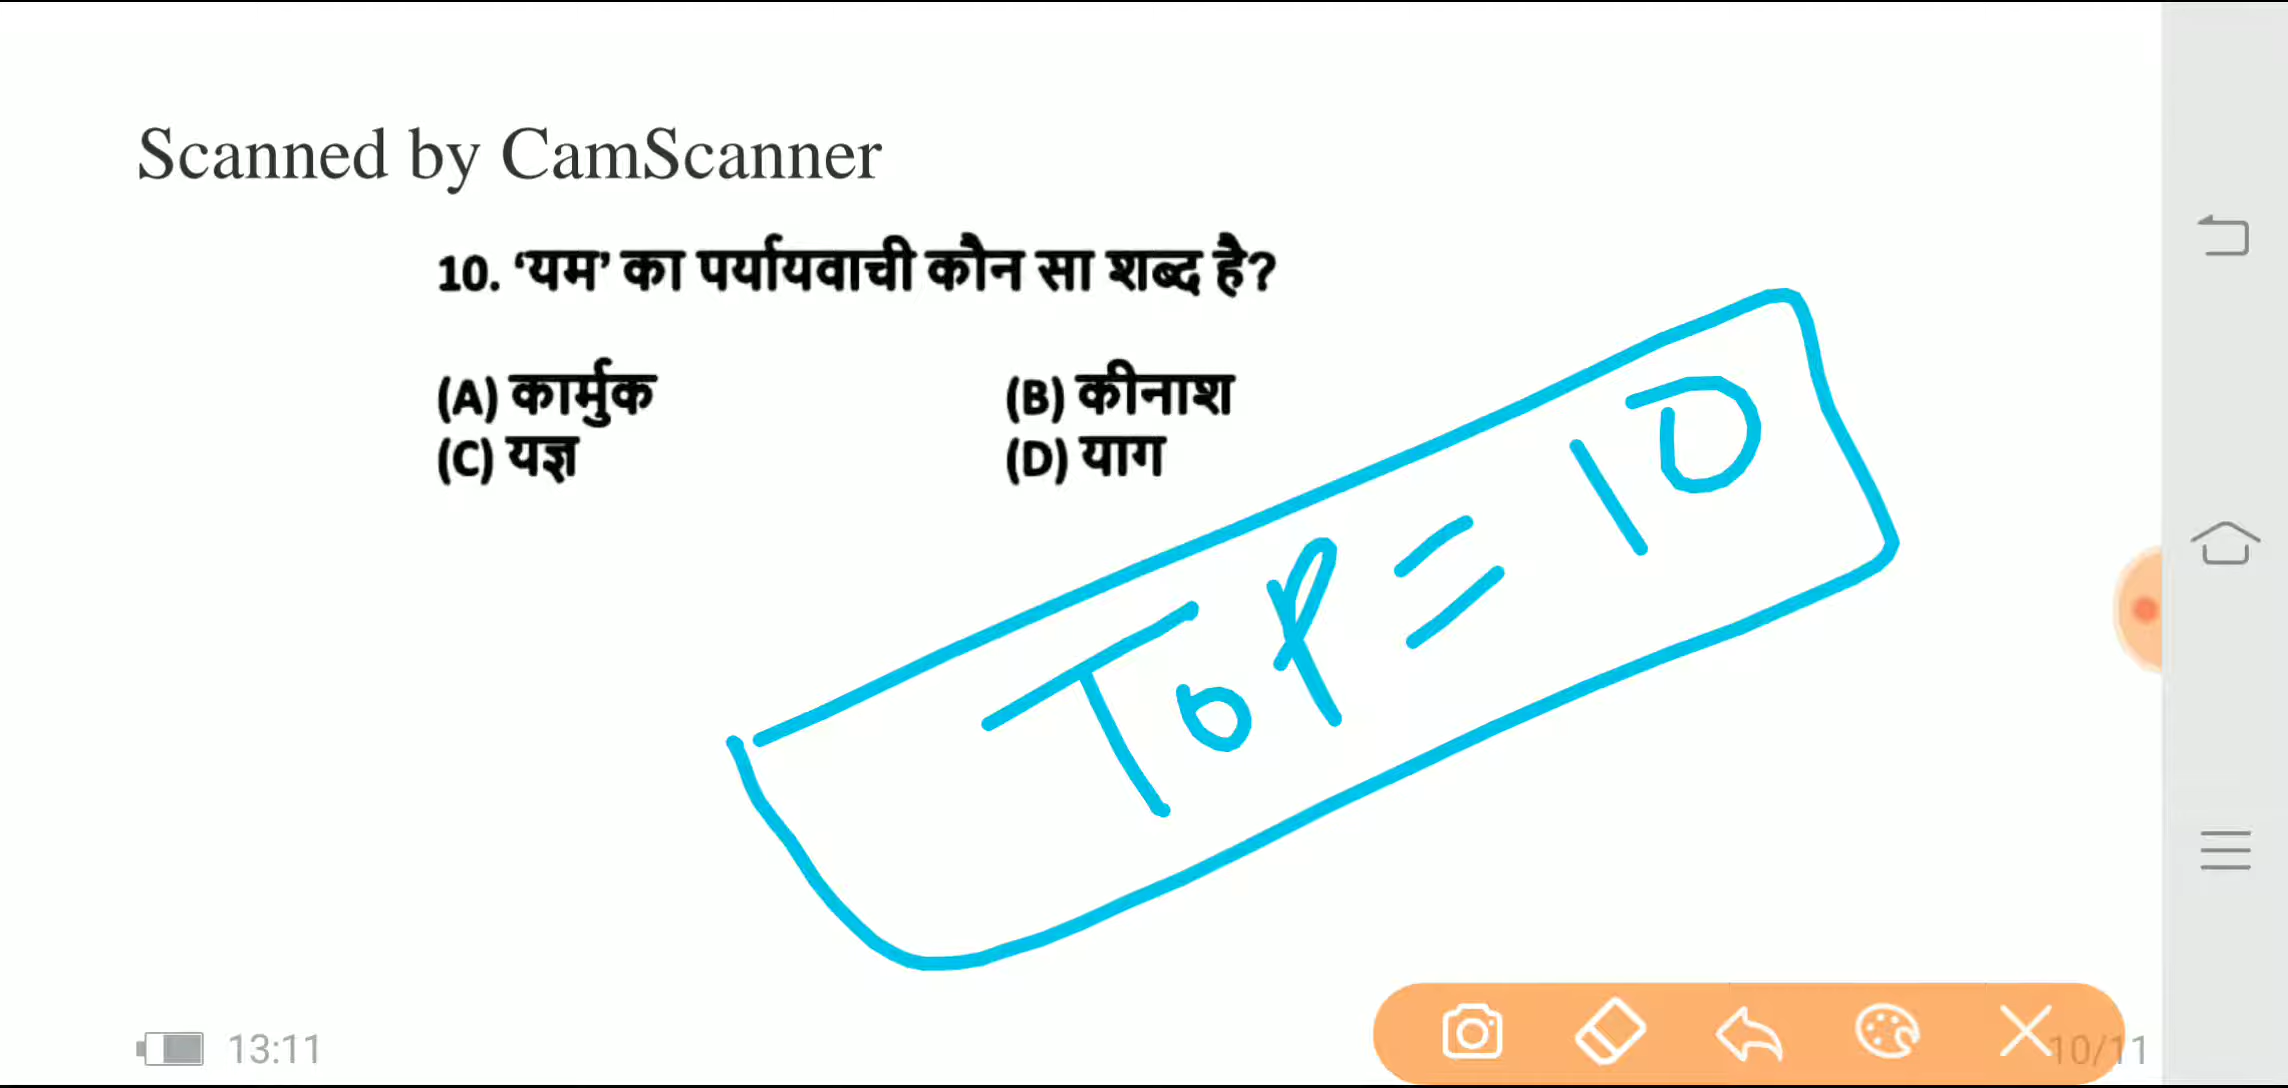 Scanned by CamScanner
10. ‘यम’ का पर्यायवाची कौन सा शब्द है?
(A) कार्मुक (B) कीनाश
(C) यज्ञ (D) याग
TOP = 10
13:11 10/11